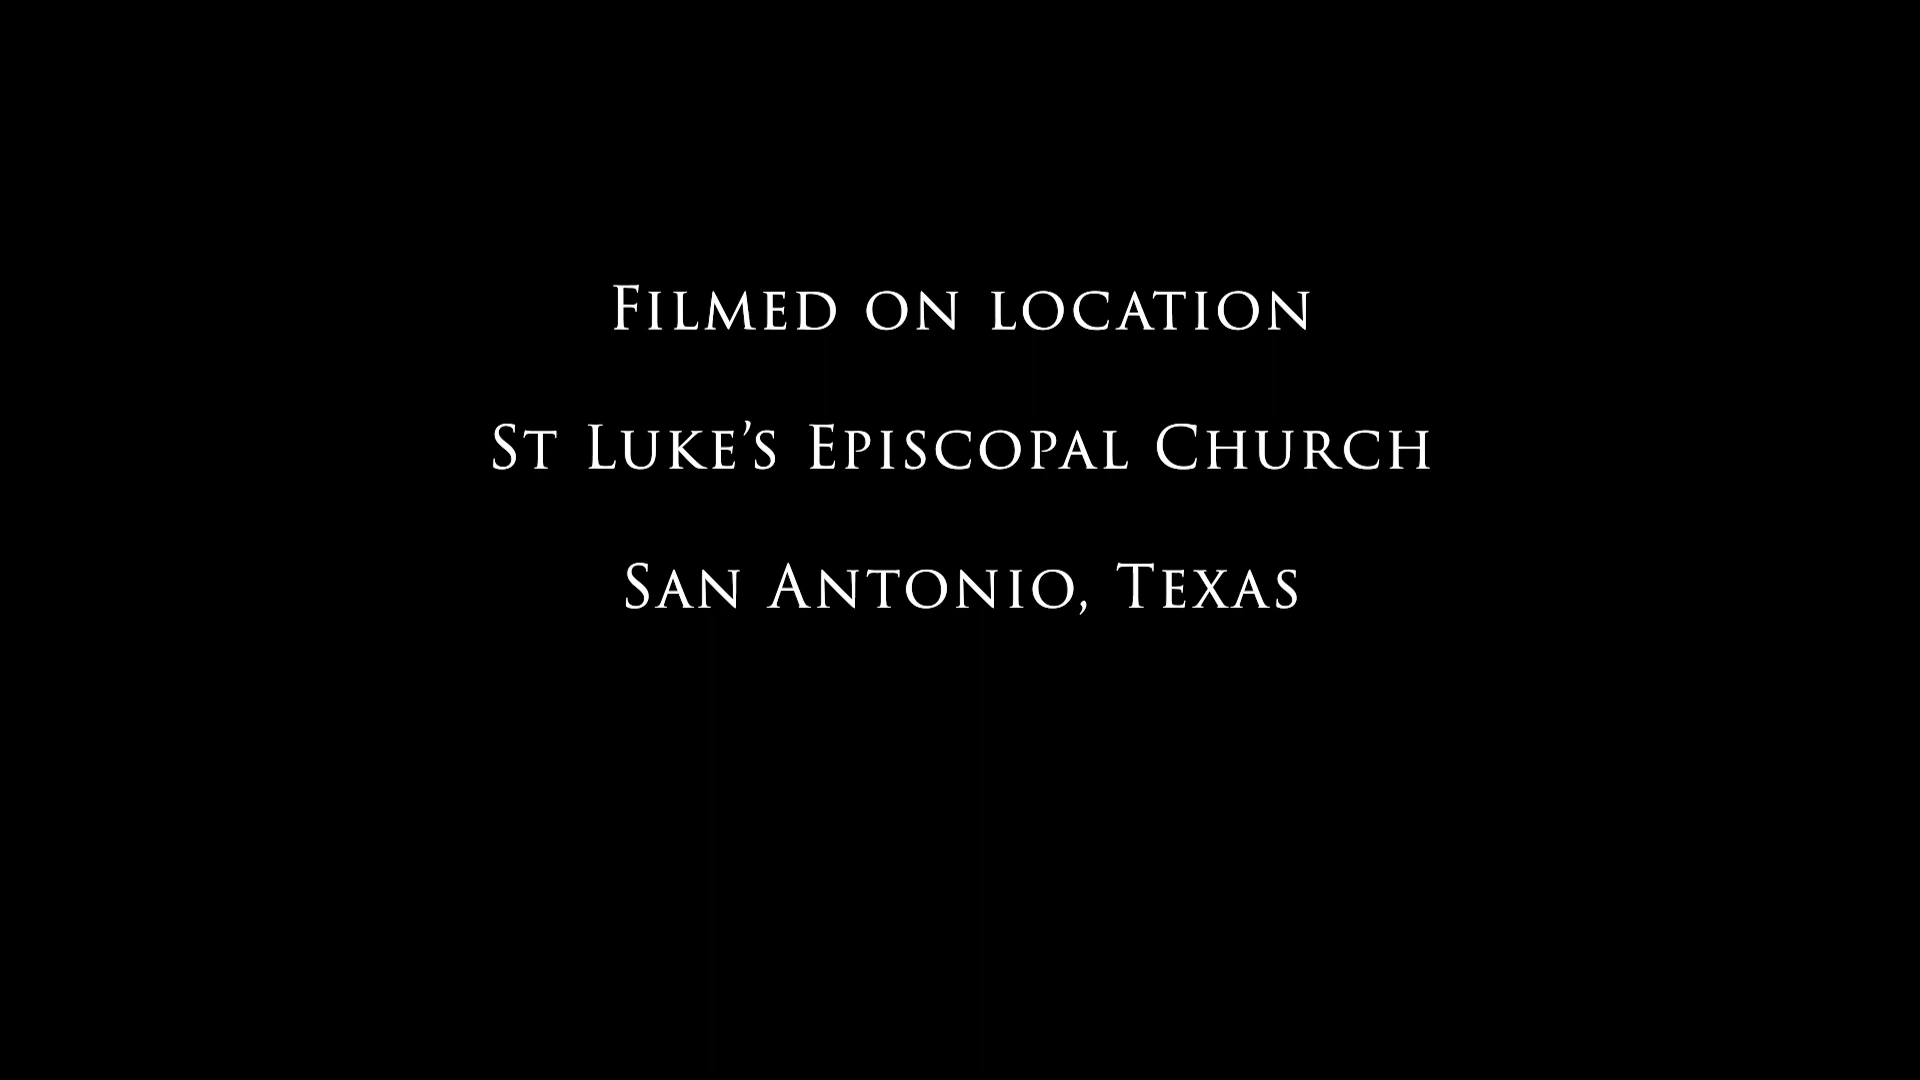 Filmed on location
St Luke’s Episcopal Church
San Antonio, Texas